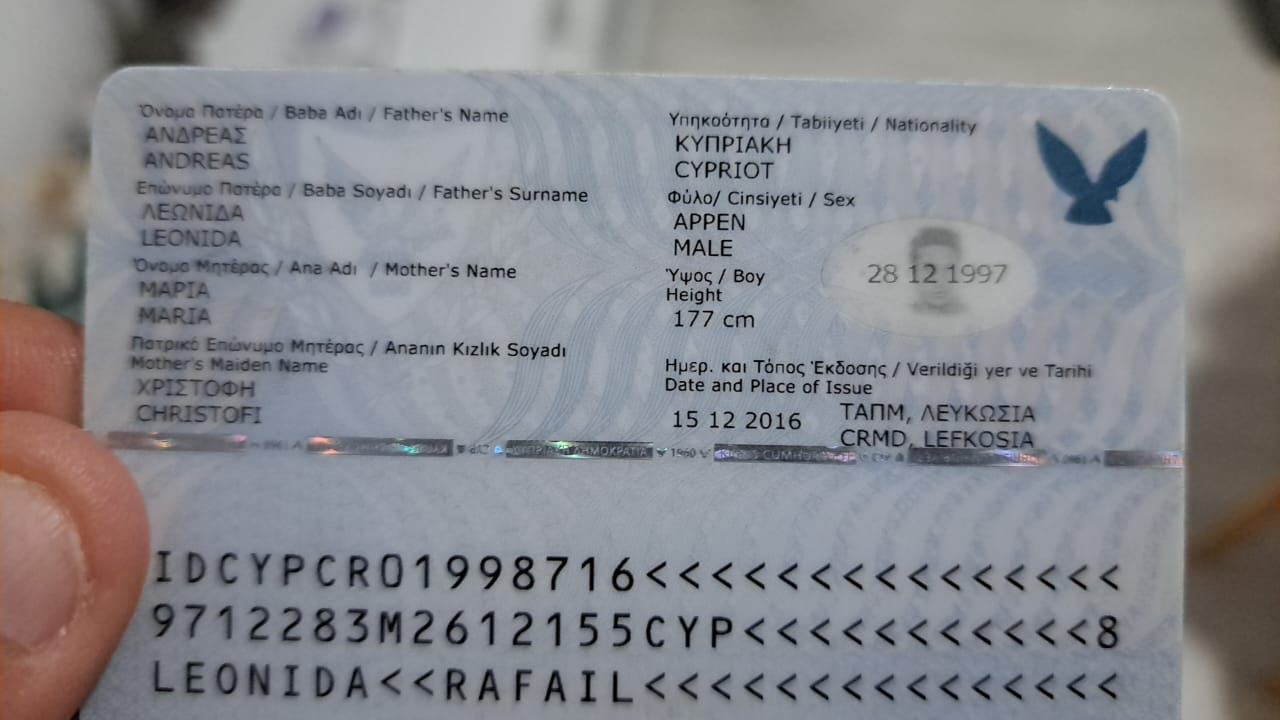 Όνομα Πατέρα / Baba Adı / Father's Name
ΑΝΔΡΕΑΣ
ANDREAS
Επώνυμο Πατέρα / Baba Soyadı / Father's Surname
ΛΕΩΝΙΔΑ
LEONIDA
Όνομα Μητέρας / Ana Adı / Mother's Name
ΜΑΡΙΑ
MARIA
Πατρικό Επώνυμο Μητέρας / Ananın Kızlık Soyadı
Mother's Maiden Name
ΧΡΙΣΤΟΦΗ
CHRISTOFI
Υπηκοότητα / Tabiiyeti / Nationality
ΚΥΠΡΙΑΚΗ
CYPRIOT
Φύλο/ Cinsiyeti / Sex
ΑΡΡΕΝ
MALE
Ύψος / Boy
Height
177 cm
28 12 1997
Ημερ. και Τόπος Έκδοσης / Verildiği yer ve Tarihi
Date and Place of Issue
15 12 2016 ΤΑΠΜ, ΛΕΥΚΩΣΙΑ
CRMD, LEFKOSIA
ΔΗΜΟΚΡΑΤΙΑ 1960
IDCYPCR01998716<<<<<<<<<<<<<<<
9712283M2612155CYP<<<<<<<<<<<8
LEONIDA<<RAFAIL<<<<<<<<<<<<<<<